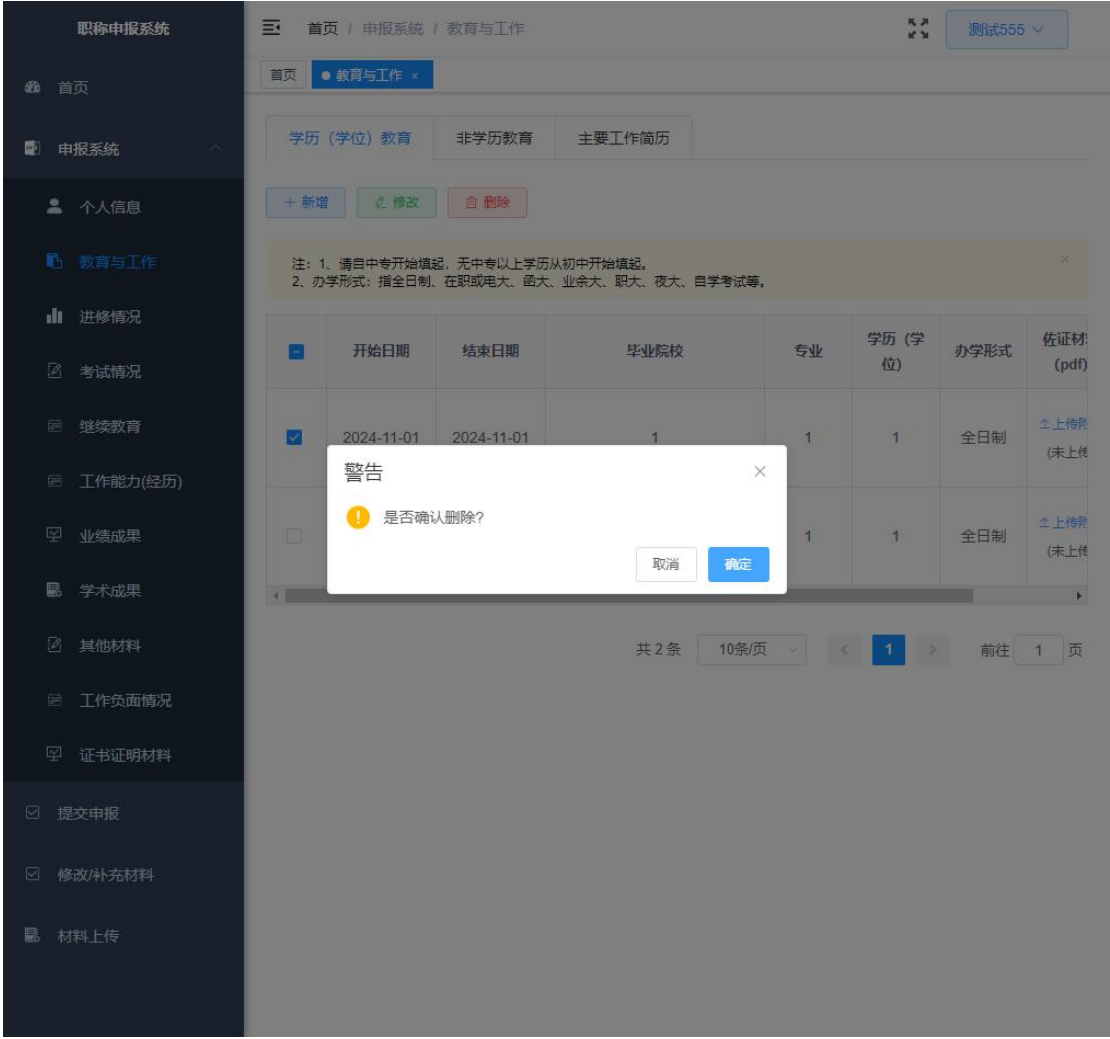 职称申报系统
首页 / 申报系统 / 教育与工作
测试555
首页
教育与工作 ×
首页
申报系统
个人信息
教育与工作
进修情况
考试情况
继续教育
工作能力(经历)
业绩成果
学术成果
其他材料
工作负面情况
证书证明材料
提交申报
修改/补充材料
材料上传
学历（学位）教育 非学历教育 主要工作简历
+ 新增 修改 删除
注：1、请自中专开始填起，无中专以上学历从初中开始填起。
2、办学形式：指全日制、在职或电大、函大、业余大、职大、夜大、自学考试等。
开始日期 结束日期 毕业院校 专业 学历（学位） 办学形式 佐证材
(pdf)
2024-11-01 2024-11-01 1 1 1 全日制 上传
(未上传
警告
是否确认删除?
取消 确定
1 1 全日制 上传
(未上传
共 2 条 10条/页 1 前往 1 页